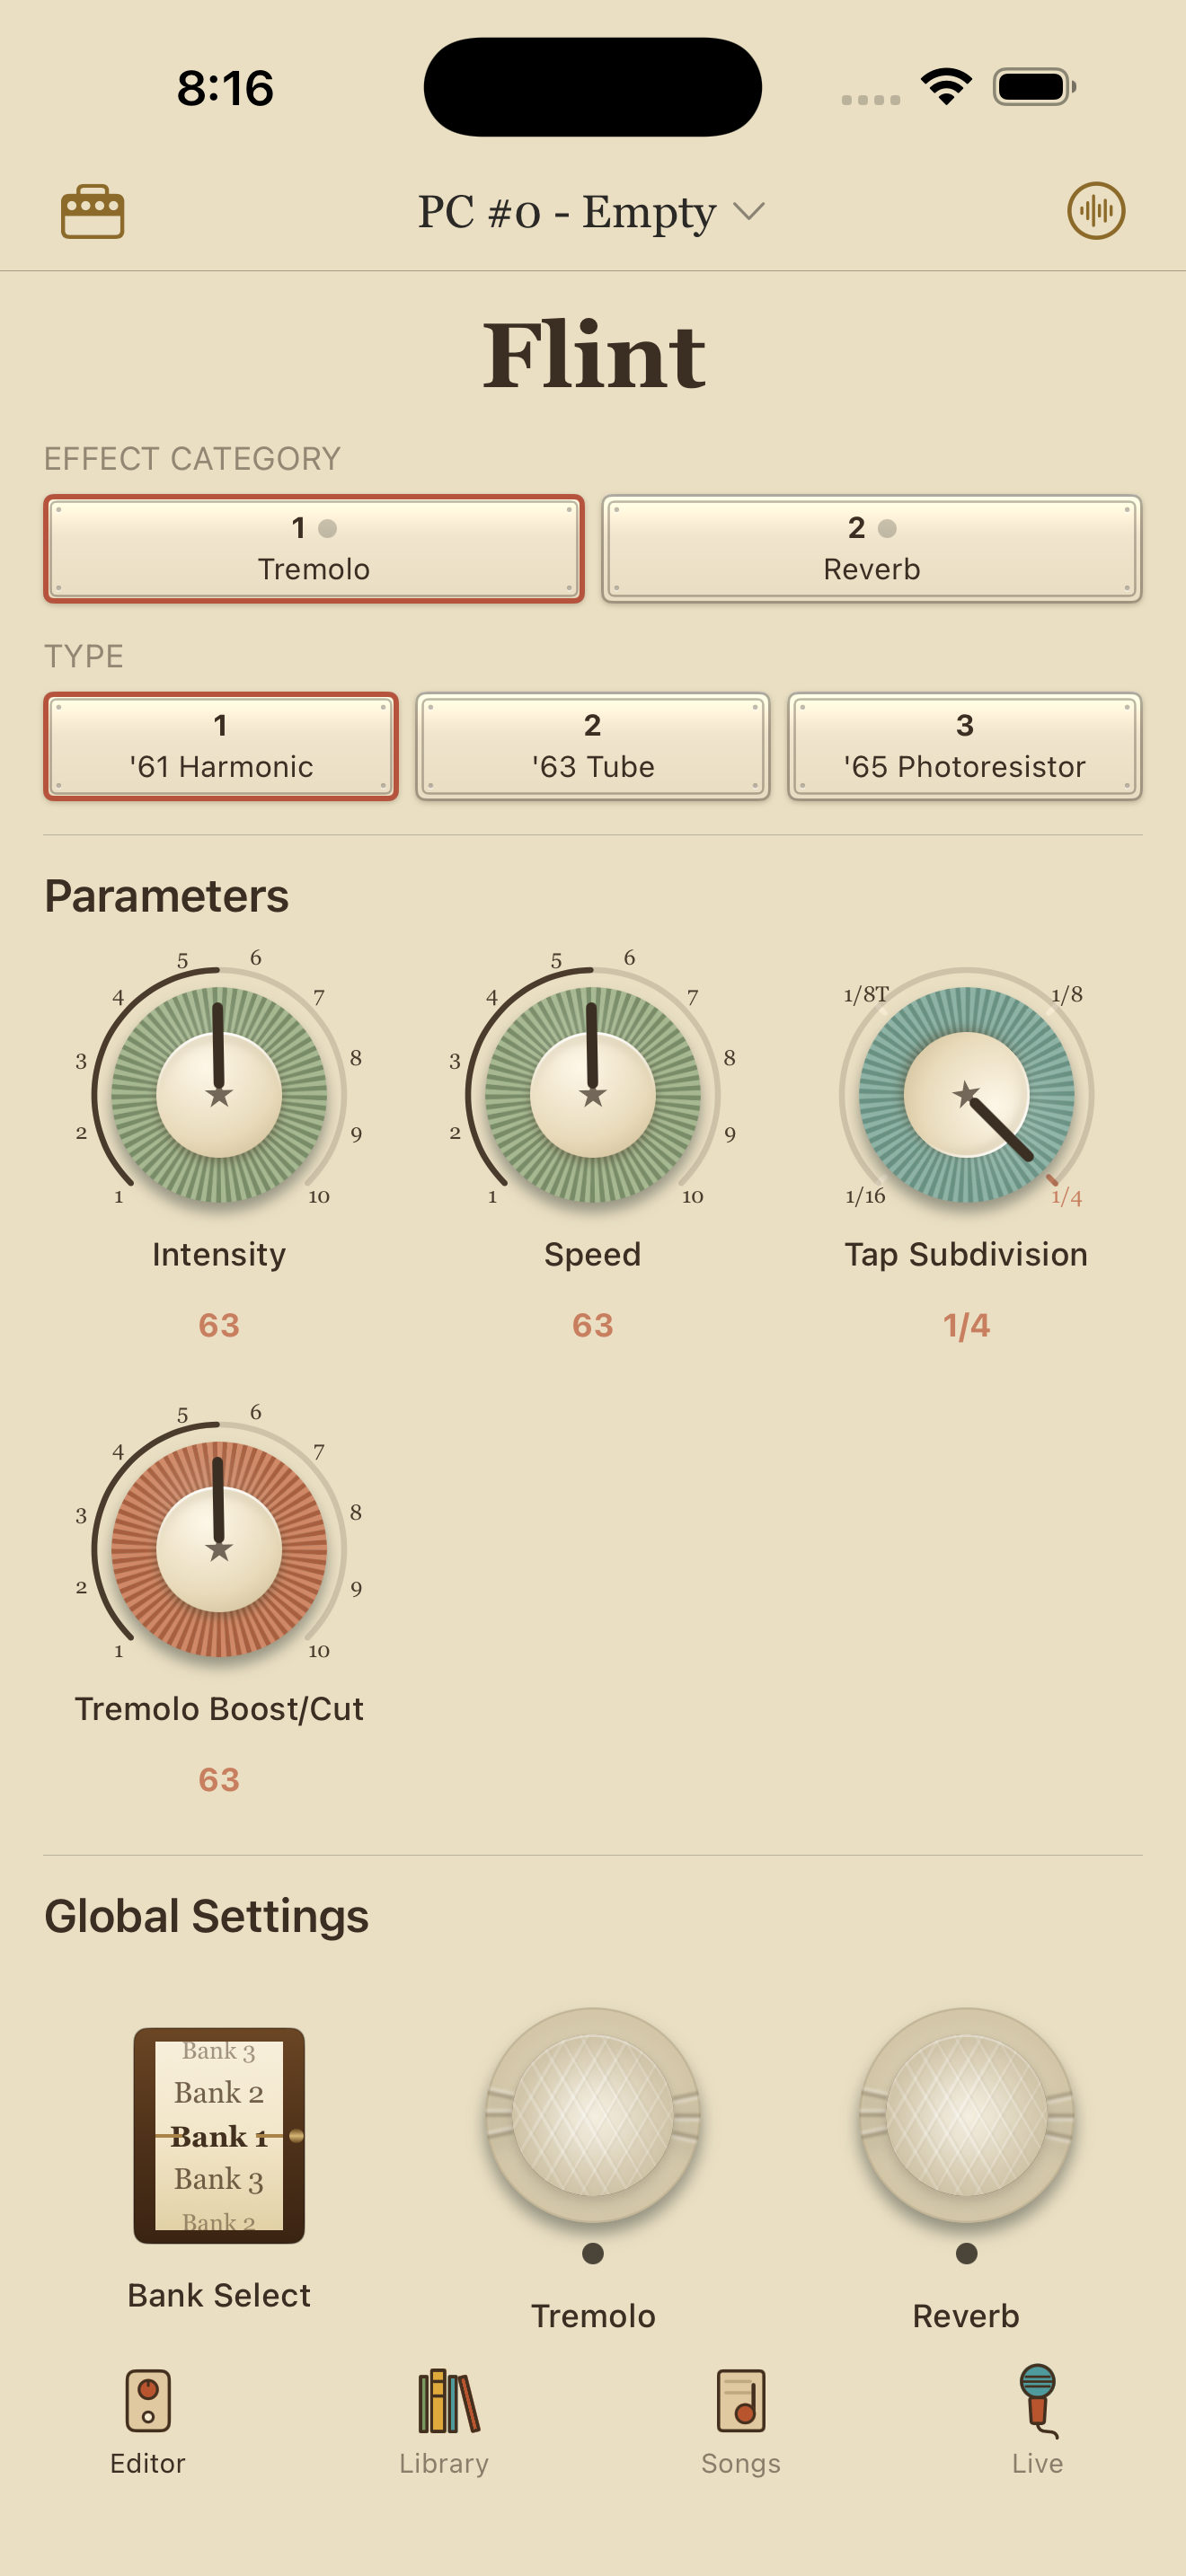 8:16
PC #0 - Empty
Flint
EFFECT CATEGORY
1
Tremolo
2
Reverb
TYPE
1
'61 Harmonic
2
'63 Tube
3
'65 Photoresistor
Parameters
1 2 3 4 5 6 7 8 9 10
Intensity
63
1 2 3 4 5 6 7 8 9 10
Speed
63
1/16 1/8T 1/8 1/4
Tap Subdivision
1/4
1 2 3 4 5 6 7 8 9 10
Tremolo Boost/Cut
63
Global Settings
Bank 3
Bank 2
Bank 1
Bank 3
Bank 2
Bank Select
Tremolo
Reverb
Editor
Library
Songs
Live